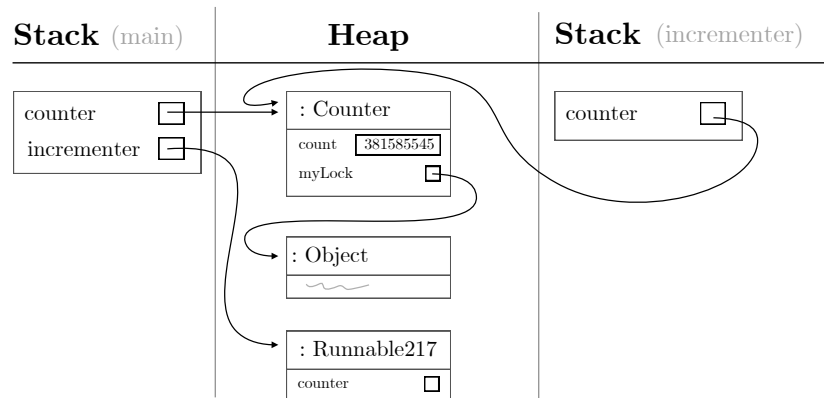 Stack (main)
Heap
Stack (incrementer)
counter
incrementer
: Counter
count 381585545
myLock
: Object
: Runnable217
counter
counter